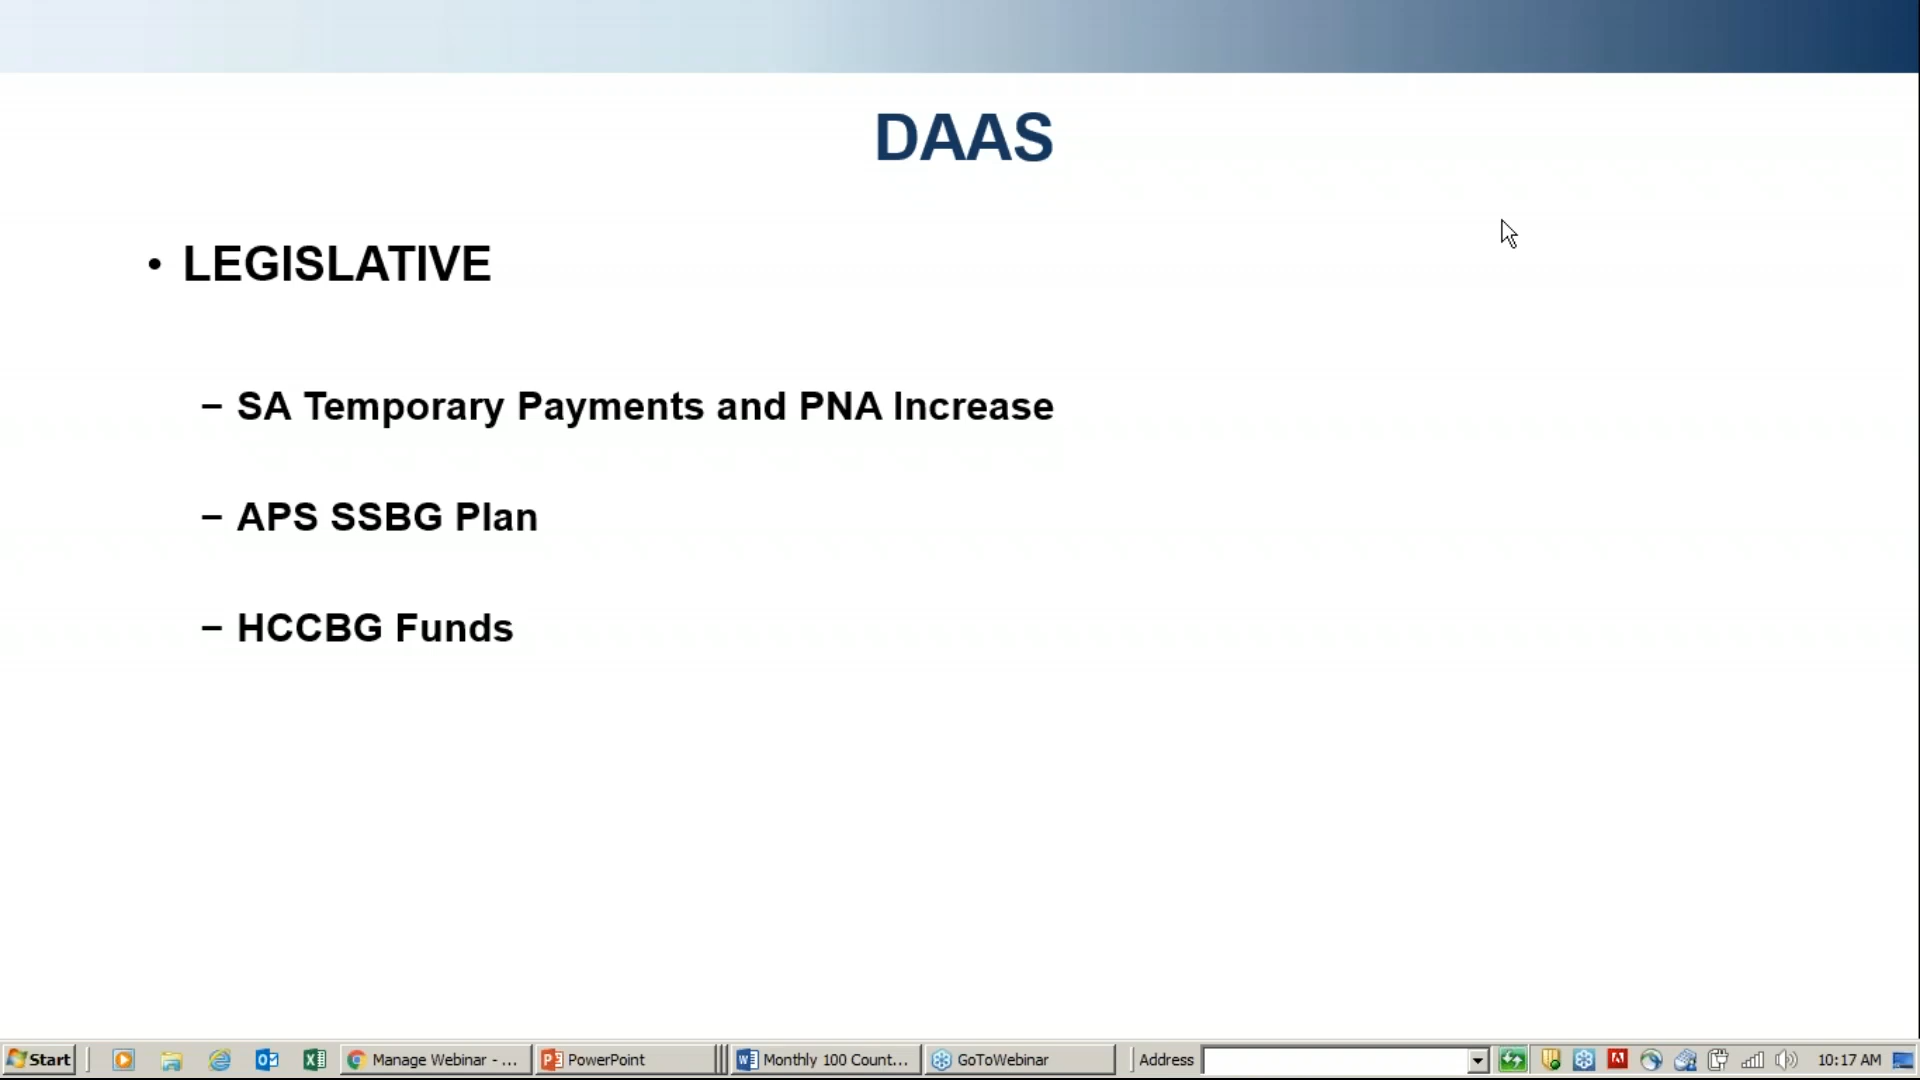 DAAS
• LEGISLATIVE
– SA Temporary Payments and PNA Increase
– APS SSBG Plan
– HCCBG Funds
Start Manage Webinar - ... PowerPoint Monthly 100 Count... GoToWebinar Address 10:17 AM